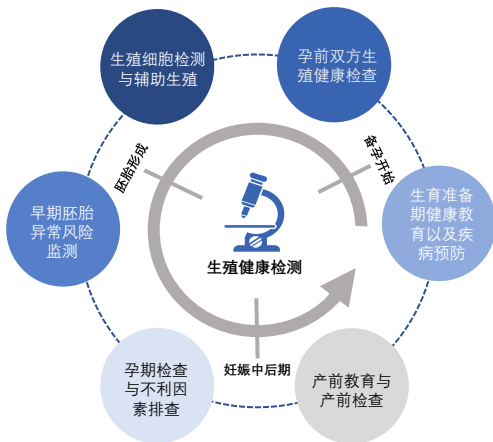 生殖细胞检测
与辅助生殖
孕前双方生
殖健康检查
胚胎形成
备孕开始
早期胚胎
异常风险
监测
生育准备
期健康教
育以及疾
病预防
生殖健康检测
孕期检查
与不利因
素排查
妊娠中后期
产前教育与
产前检查